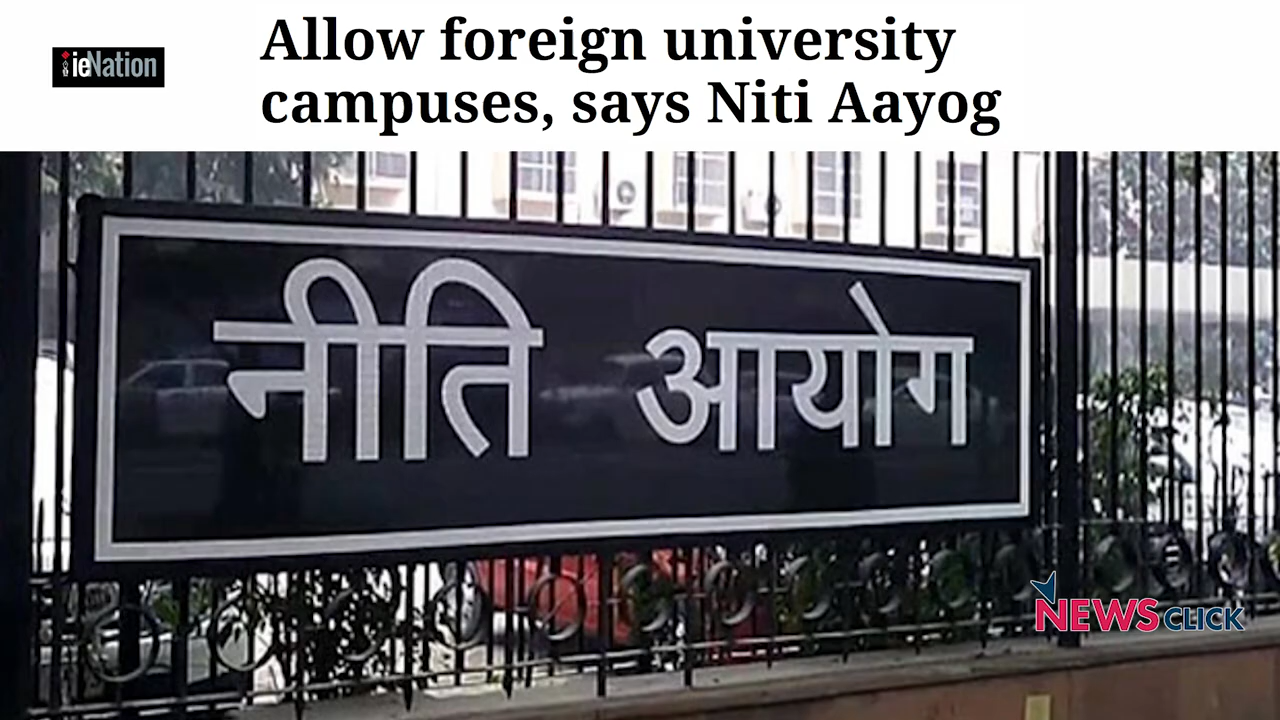 ieNation
Allow foreign university
campuses, says Niti Aayog
नीति आयोग
NEWSCLICK